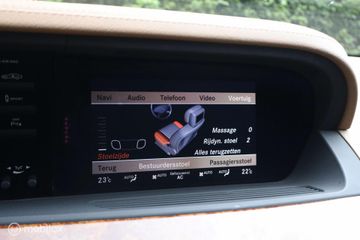 Navi Audio Telefoon Video Voertuig
Massage 0
Rijdyn. stoel 2
Alles terugzetten
Stoelzijde
Terug Bestuurdersstoel Passagiersstoel
23°C AUTO AUTO AC AUTO AUTO 22°C
© Mobielvo